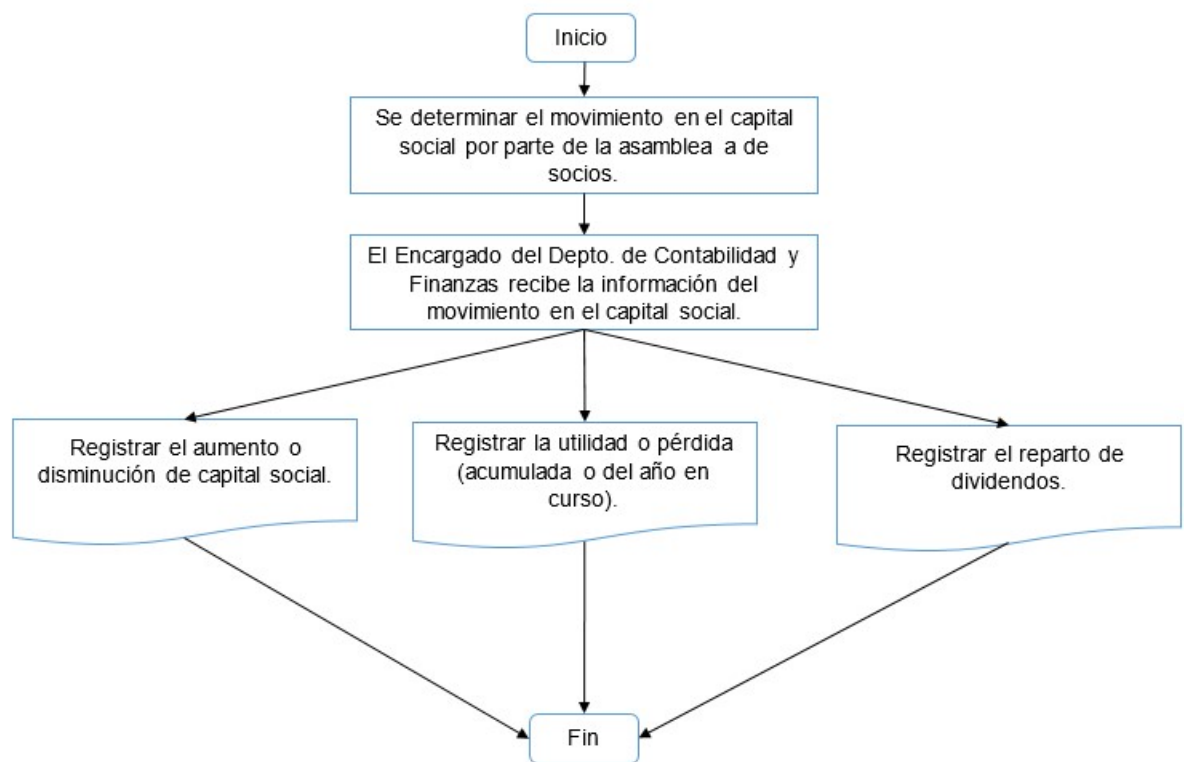 Inicio
Se determinar el movimiento en el capital
social por parte de la asamblea a de
socios.
El Encargado del Depto. de Contabilidad y
Finanzas recibe la información del
movimiento en el capital social.
Registrar el aumento o
disminución de capital social.
Registrar la utilidad o pérdida
(acumulada o del año en
curso).
Registrar el reparto de
dividendos.
Fin